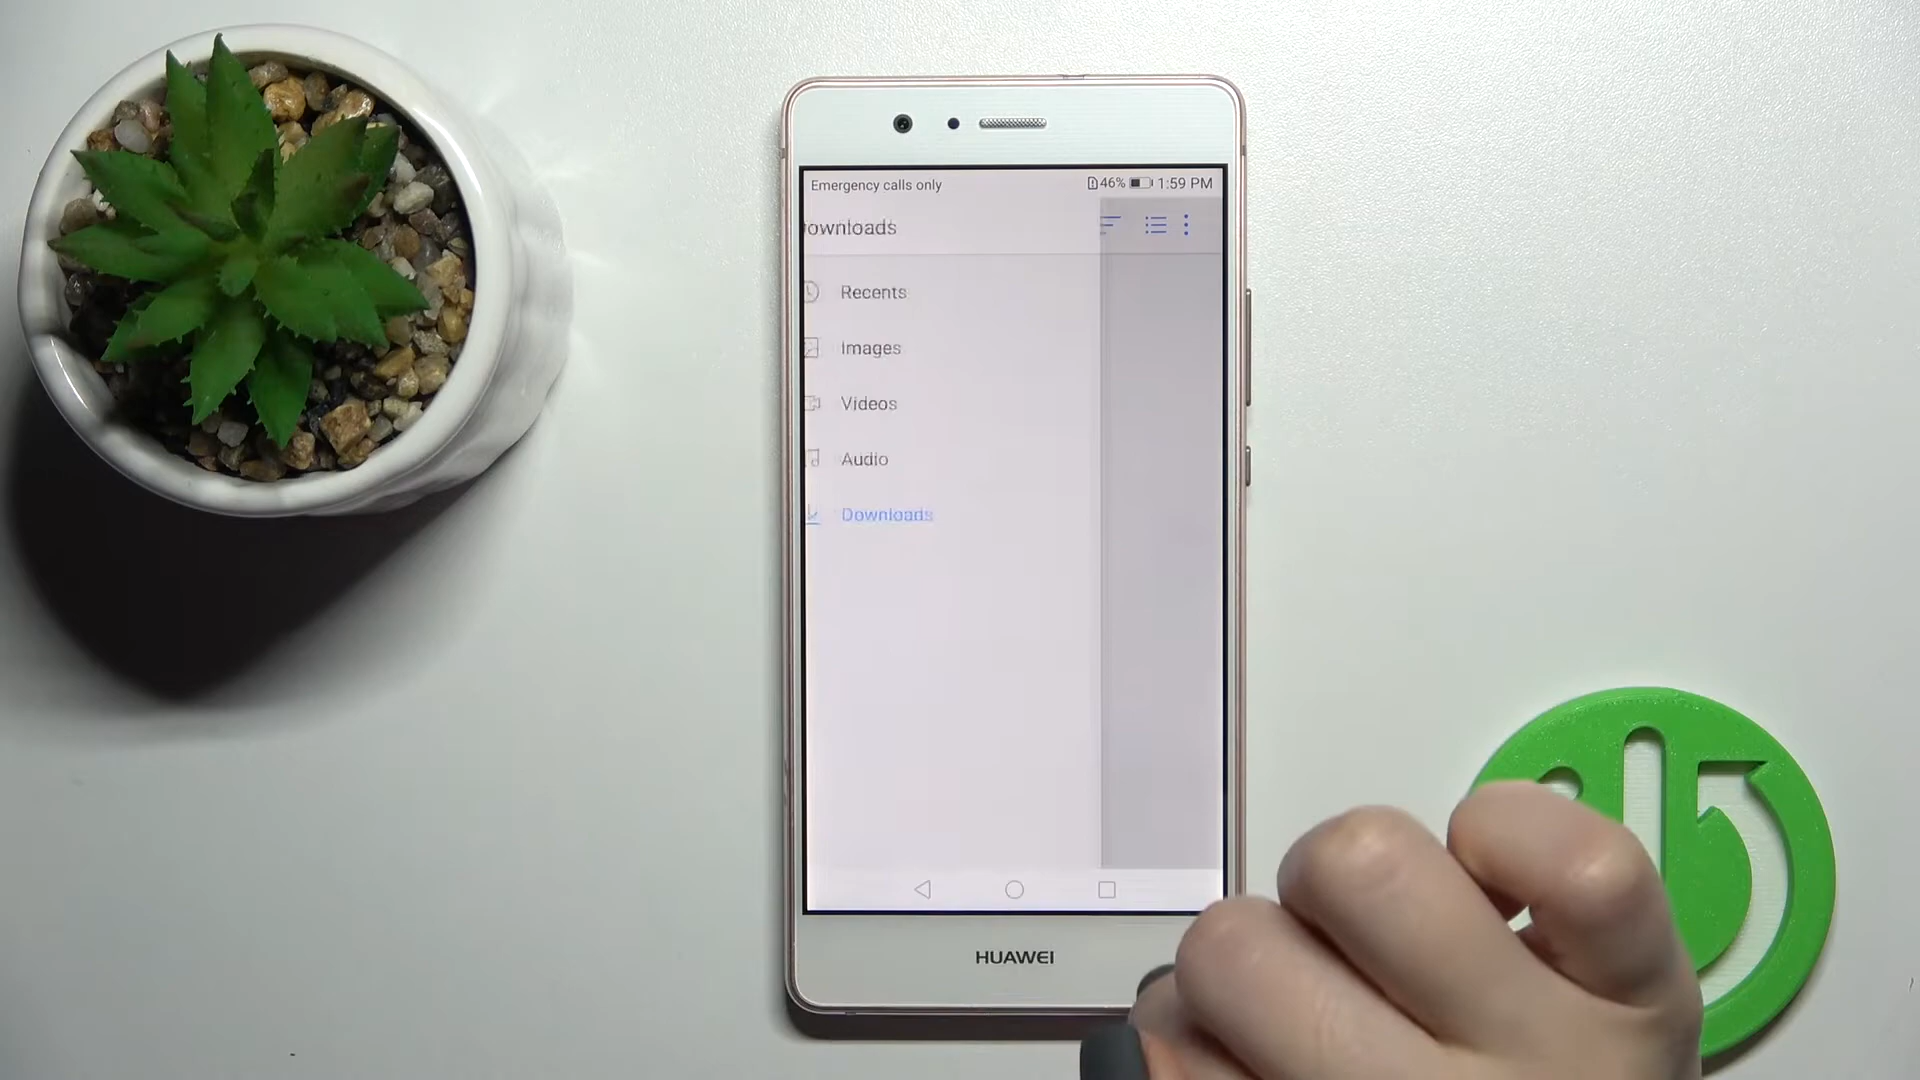 Emergency calls only 46% 1:59 PM
ownloads
Recents
Images
Videos
Audio
Downloads
HUAWEI